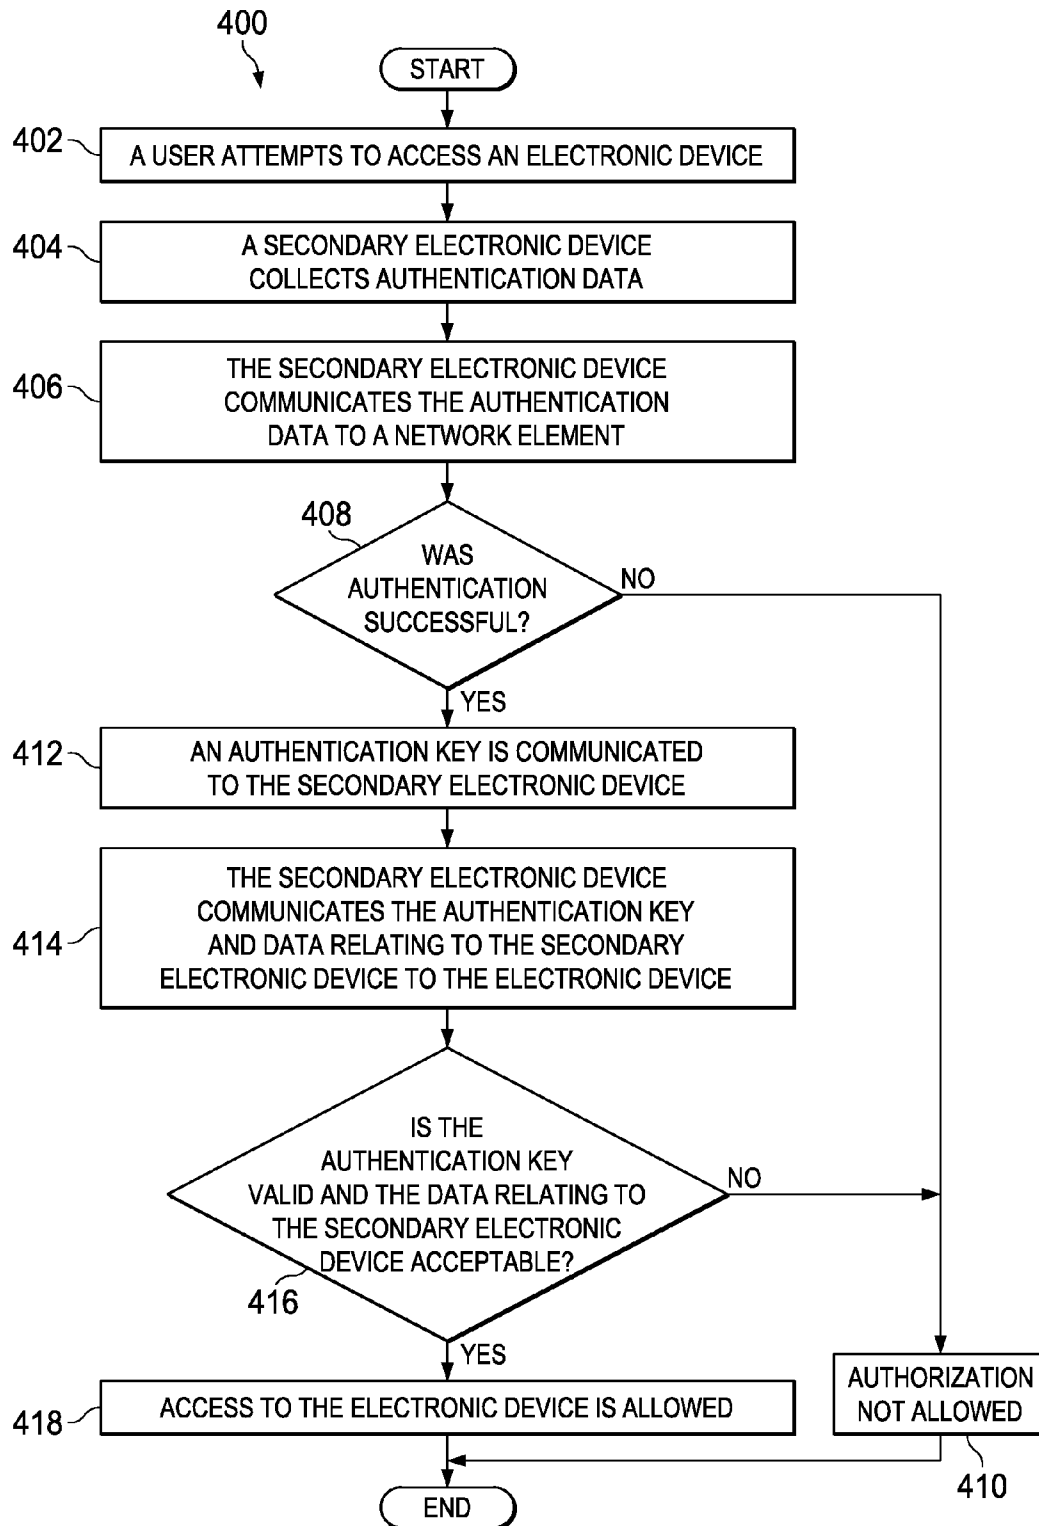 400
START
402
A USER ATTEMPTS TO ACCESS AN ELECTRONIC DEVICE
404
A SECONDARY ELECTRONIC DEVICE
COLLECTS AUTHENTICATION DATA
406
THE SECONDARY ELECTRONIC DEVICE
COMMUNICATES THE AUTHENTICATION
DATA TO A NETWORK ELEMENT
408
WAS
AUTHENTICATION
SUCCESSFUL?
NO
YES
412
AN AUTHENTICATION KEY IS COMMUNICATED
TO THE SECONDARY ELECTRONIC DEVICE
414
THE SECONDARY ELECTRONIC DEVICE
COMMUNICATES THE AUTHENTICATION KEY
AND DATA RELATING TO THE SECONDARY
ELECTRONIC DEVICE TO THE ELECTRONIC DEVICE
IS THE
AUTHENTICATION KEY
VALID AND THE DATA RELATING TO
THE SECONDARY ELECTRONIC
DEVICE ACCEPTABLE?
NO
416
YES
418
ACCESS TO THE ELECTRONIC DEVICE IS ALLOWED
AUTHORIZATION
NOT ALLOWED
410
END